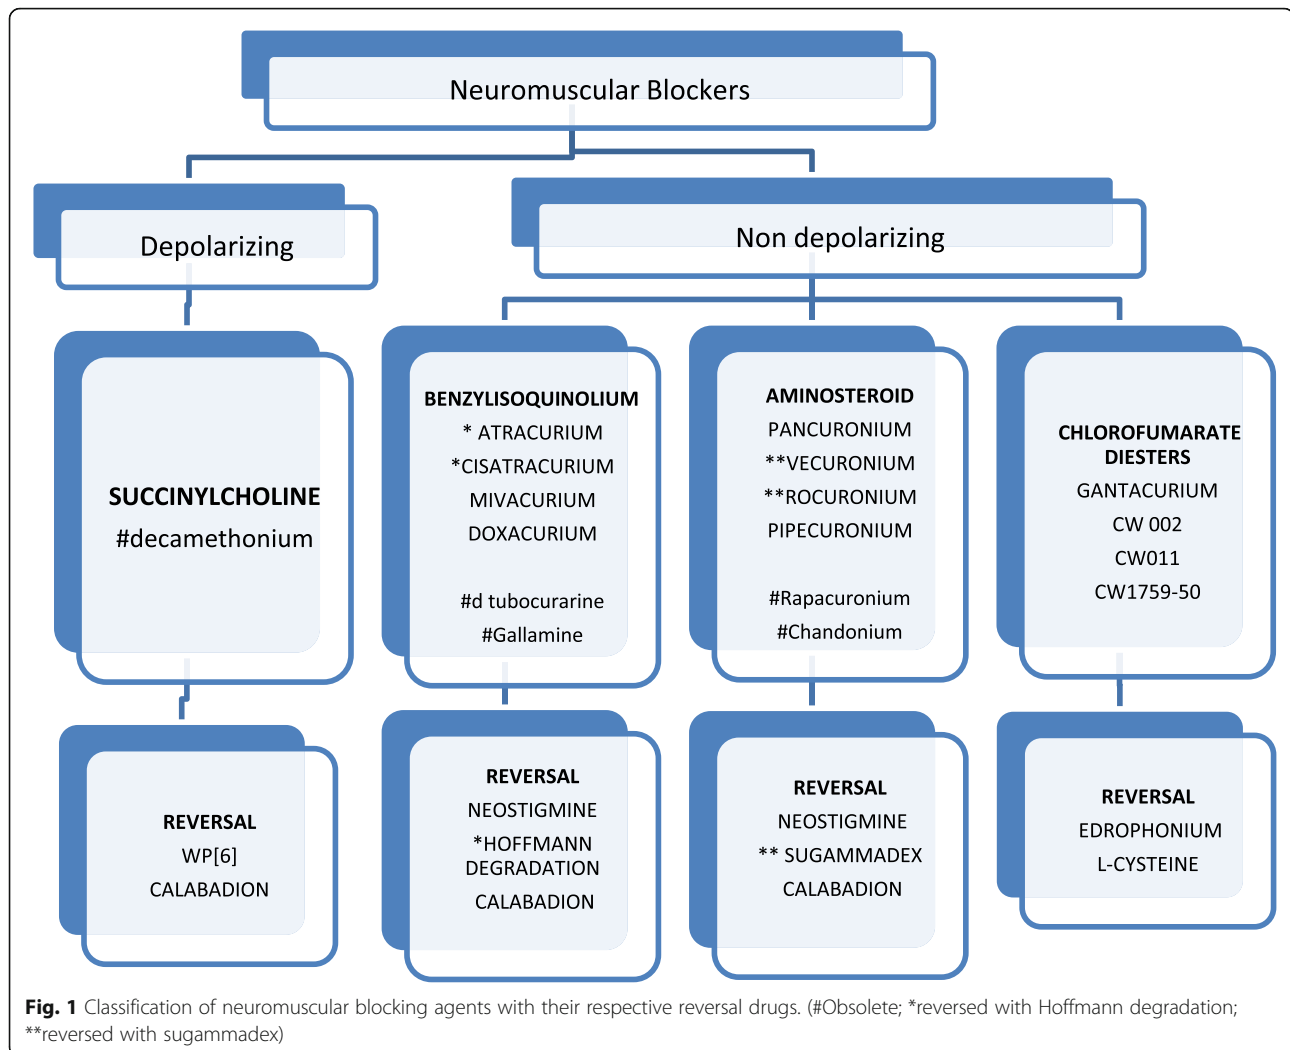 Neuromuscular Blockers
Depolarizing
Non depolarizing
SUCCINYLCHOLINE
#decamethonium
BENZYLISOQUINOLIUM
* ATRACURIUM
*CISATRACURIUM
MIVACURIUM
DOXACURIUM
#d tubocurarine
#Gallamine
AMINOSTEROID
PANCURONIUM
**VECURONIUM
**ROCURONIUM
PIPECURONIUM
#Rapacuronium
#Chandonium
CHLOROFUMARATE
DIESTERS
GANTACURIUM
CW 002
CW011
CW1759-50
REVERSAL
WP[6]
CALABADION
REVERSAL
NEOSTIGMINE
*HOFFMANN
DEGRADATION
CALABADION
REVERSAL
NEOSTIGMINE
** SUGAMMADEX
CALABADION
REVERSAL
EDROPHONIUM
L-CYSTEINE
Fig. 1 Classification of neuromuscular blocking agents with their respective reversal drugs. (#Obsolete; *reversed with Hoffmann degradation;
**reversed with sugammadex)